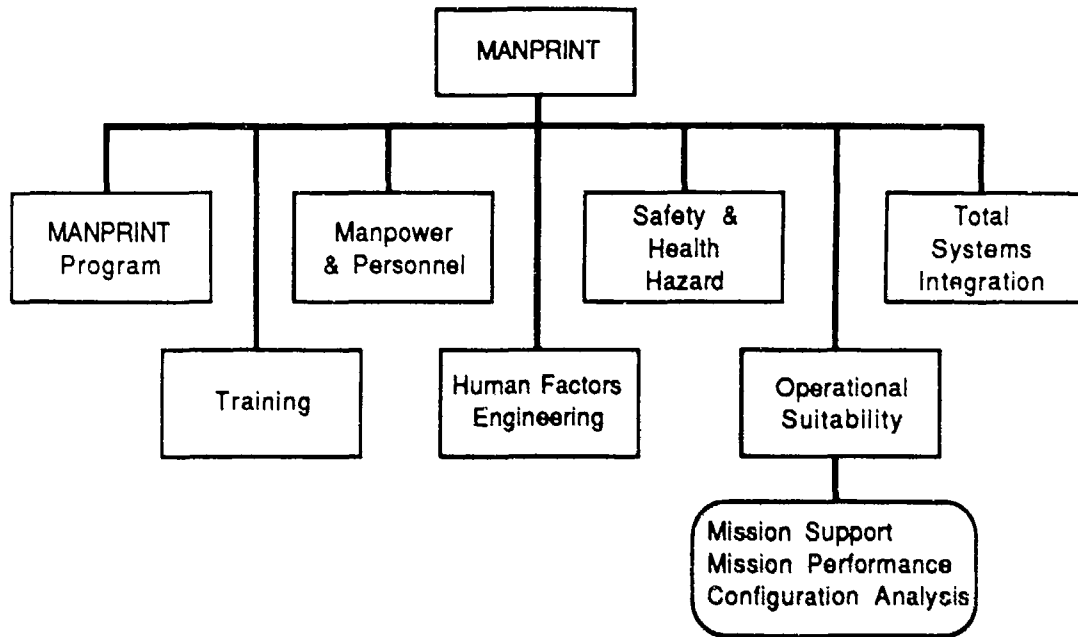 MANPRINT
MANPRINT
Program
Manpower
& Personnel
Safety &
Health
Hazard
Total
Systems
Integration
Training
Human Factors
Engineering
Operational
Suitability
Mission Support
Mission Performance
Configuration Analysis